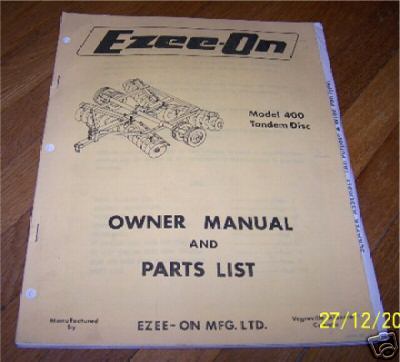 Ezee-On
Model 400
Tandem Disc
OWNER MANUAL
AND
PARTS LIST
Manufactured
by
EZEE-ON MFG. LTD.
27/12/20